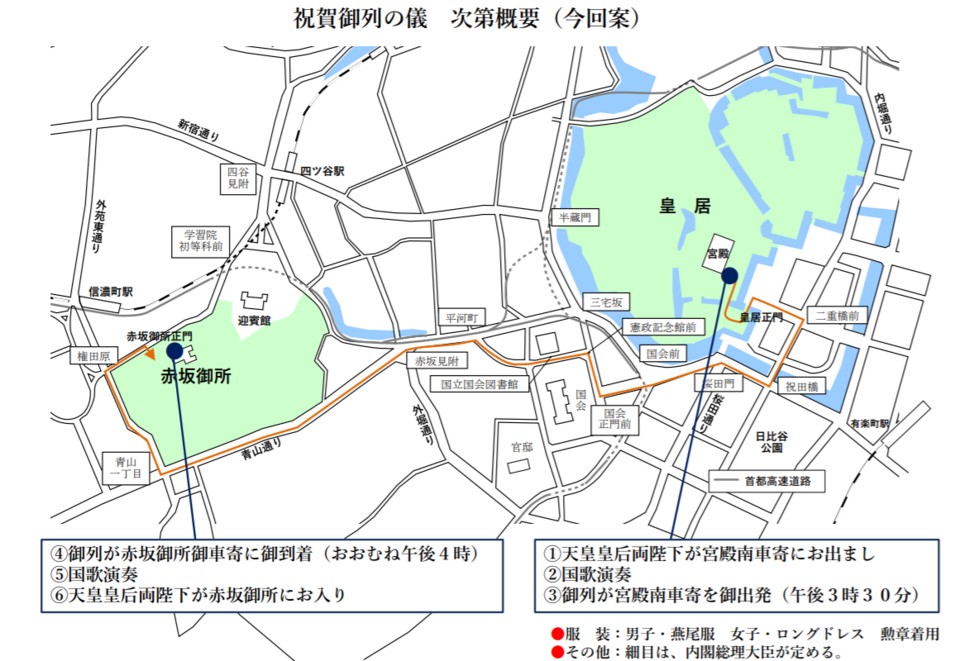 祝賀御列の儀　次第概要（今回案）
新宿通り
内堀通り
四谷
見附
四ツ谷駅
外苑東通り
学習院
初等科前
半蔵門
皇　居
宮殿
信濃町駅
迎賓館
三宅坂
平河町
憲政記念館前
皇居正門
二重橋前
赤坂御所正門
権田原
赤坂御所
赤坂見附
国会前
国立国会図書館
桜田門
祝田橋
国会
国会
正門前
外堀通り
桜田通り
有楽町駅
日比谷
公園
官邸
青山通り
青山
一丁目
首都高速道路
④御列が赤坂御所御車寄に御到着（おおむね午後４時）
⑤国歌演奏
⑥天皇皇后両陛下が赤坂御所にお入り
①天皇皇后両陛下が宮殿南車寄にお出まし
②国歌演奏
③御列が宮殿南車寄を御出発（午後３時３０分）
●服　装：男子・燕尾服　女子・ロングドレス　勲章着用
●その他：細目は、内閣総理大臣が定める。